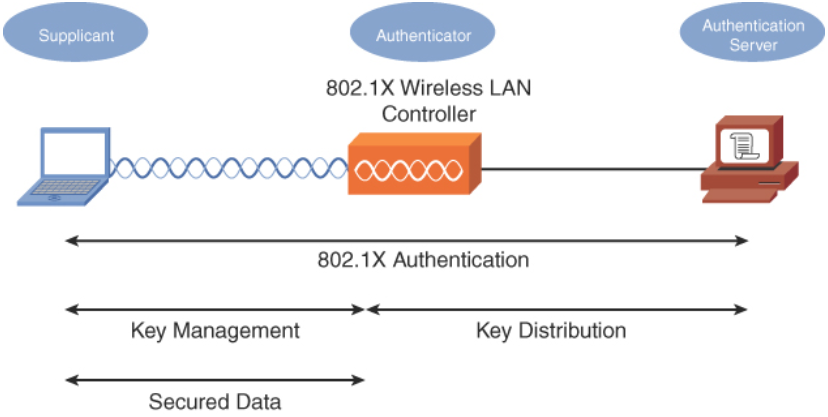 Supplicant
Authenticator
Authentication
Server
802.1X Wireless LAN
Controller
802.1X Authentication
Key Management
Key Distribution
Secured Data